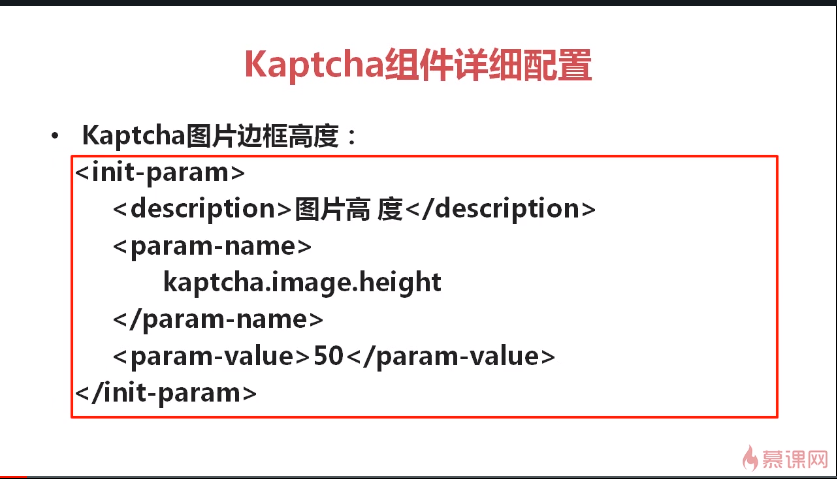 Kaptcha组件详细配置
• Kaptcha图片边框高度：
<init-param>
<description>图片高 度</description>
<param-name>
kaptcha.image.height
</param-name>
<param-value>50</param-value>
</init-param>
慕课网